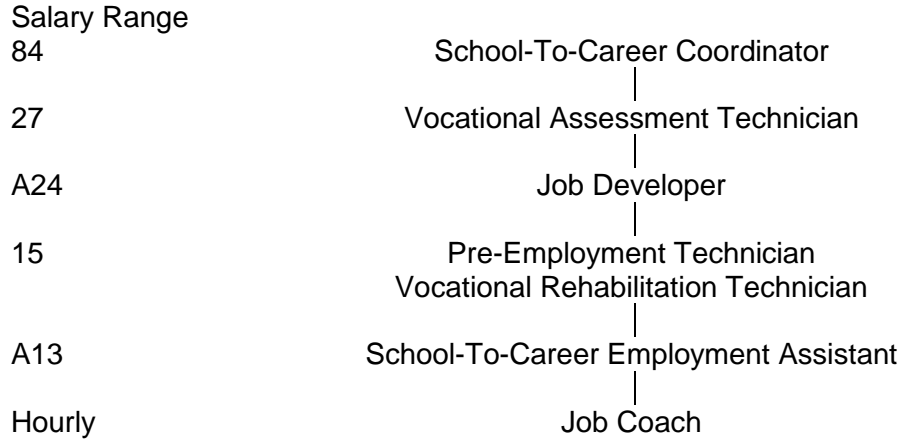 Salary Range
84 School-To-Career Coordinator
27 Vocational Assessment Technician
A24 Job Developer
15 Pre-Employment Technician
Vocational Rehabilitation Technician
A13 School-To-Career Employment Assistant
Hourly Job Coach